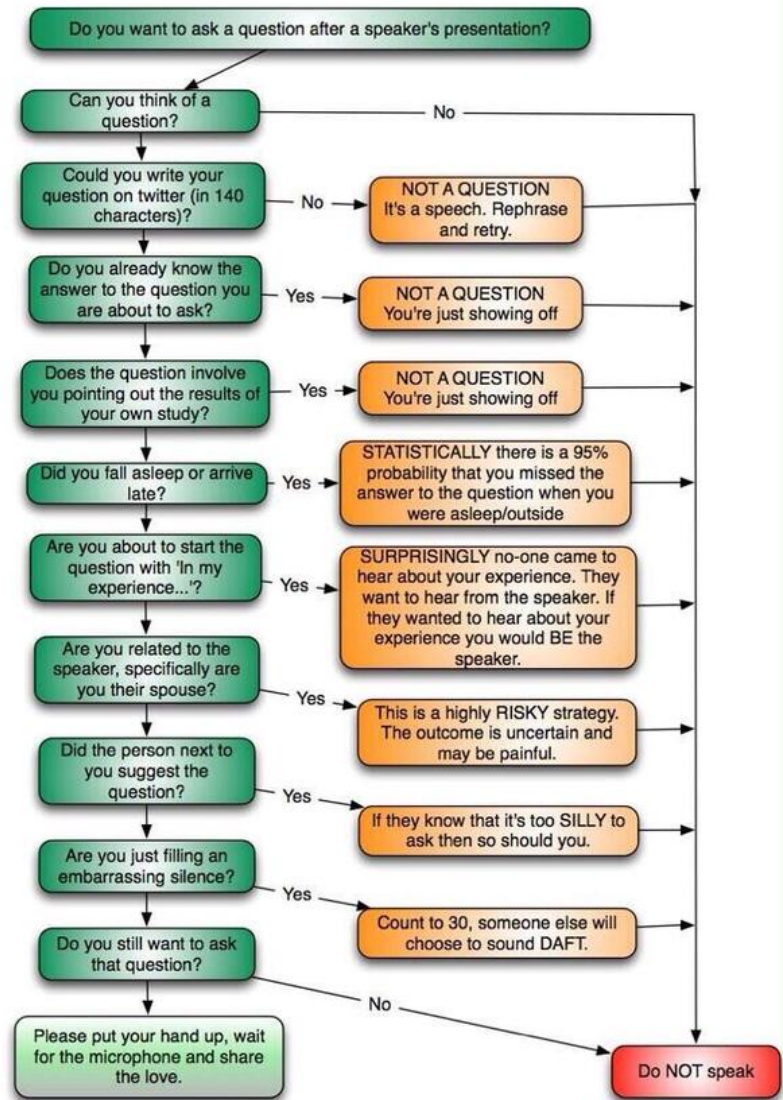 Do you want to ask a question after a speaker's presentation?
Can you think of a
question?
No
Could you write your
question on twitter (in 140
characters)?
No
NOT A QUESTION
It's a speech. Rephrase
and retry.
Do you already know the
answer to the question you
are about to ask?
Yes
NOT A QUESTION
You're just showing off
Does the question involve
you pointing out the results of
your own study?
Yes
NOT A QUESTION
You're just showing off
Did you fall asleep or arrive
late?
Yes
STATISTICALLY there is a 95%
probability that you missed the
answer to the question when you
were asleep/outside
Are you about to start the
question with 'In my
experience...'?
Yes
SURPRISINGLY no-one came to
hear about your experience. They
want to hear from the speaker. If
they wanted to hear about your
experience you would BE the
speaker.
Are you related to the
speaker, specifically are
you their spouse?
Yes
This is a highly RISKY strategy.
The outcome is uncertain and
may be painful.
Did the person next to
you suggest the
question?
Yes
If they know that it's too SILLY to
ask then so should you.
Are you just filling an
embarrassing silence?
Yes
Count to 30, someone else will
choose to sound DAFT.
Do you still want to ask
that question?
No
Please put your hand up, wait
for the microphone and share
the love.
Do NOT speak